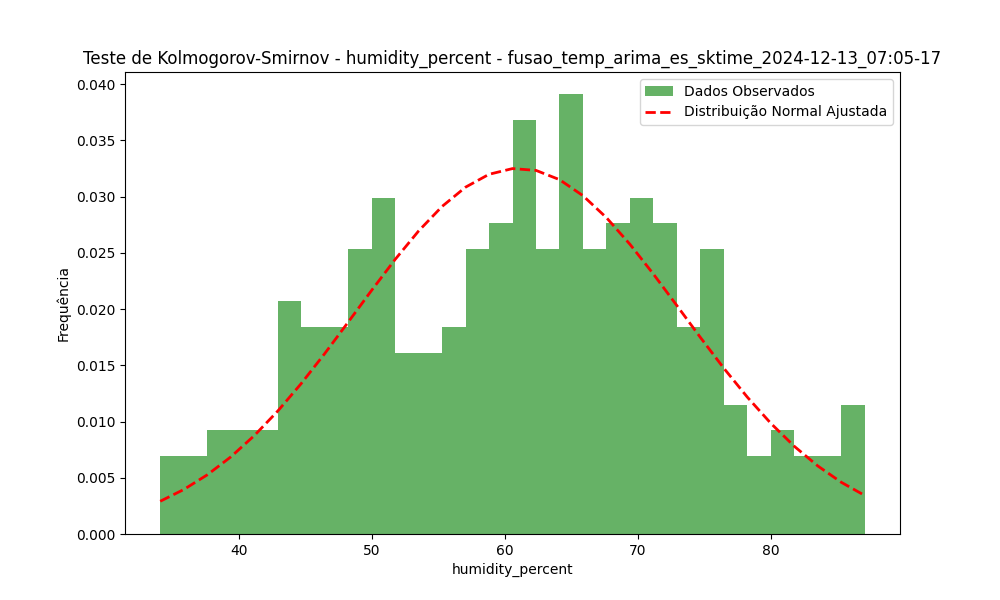 Teste de Kolmogorov-Smirnov - humidity_percent - fusao_temp_arima_es_sktime_2024-12-13_07:05-17
Dados Observados
Distribuição Normal Ajustada
Frequência
0.040
0.035
0.030
0.025
0.020
0.015
0.010
0.005
0.000
40 50 60 70 80
humidity_percent